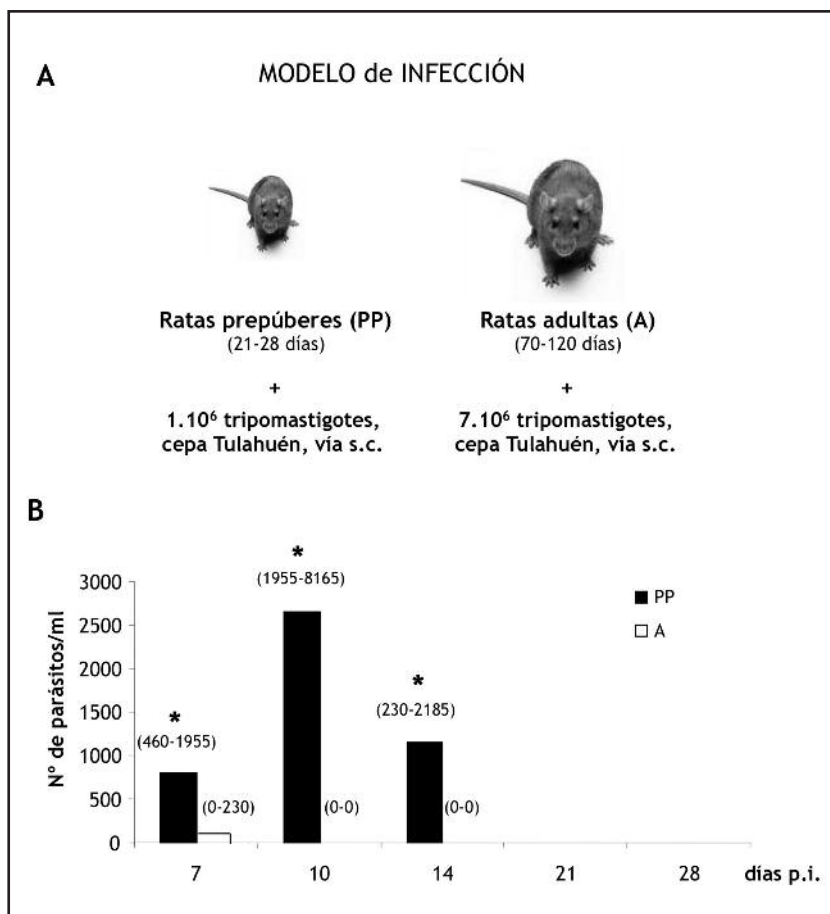 A
MODELO de INFECCIÓN
Ratas prepúberes (PP)
(21-28 días)
+
1.10⁶ tripomastigotes,
cepa Tulahuén, vía s.c.
Ratas adultas (A)
(70-120 días)
+
7.10⁶ tripomastigotes,
cepa Tulahuén, vía s.c.
B
Nº de parásitos/ml
3000
2500
2000
1500
1000
500
0
*
(460-1955)
(0-230)
*
(1955-8165)
(0-0)
*
(230-2185)
(0-0)
PP
A
7 10 14 21 28 días p.i.